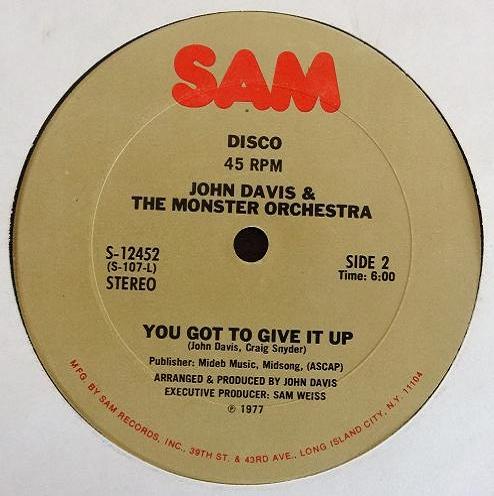 SAM
DISCO
45 RPM
JOHN DAVIS &
THE MONSTER ORCHESTRA
S-12452
(S-107-L)
STEREO
SIDE 2
Time: 6:00
YOU GOT TO GIVE IT UP
(John Davis, Craig Snyder)
Publisher: Mideb Music, Midsong, (ASCAP)
ARRANGED & PRODUCED BY JOHN DAVIS
EXECUTIVE PRODUCER: SAM WEISS
℗ 1977
MFG. BY SAM RECORDS, INC., 39TH ST. & 43RD AVE., LONG ISLAND CITY, N.Y. 11104